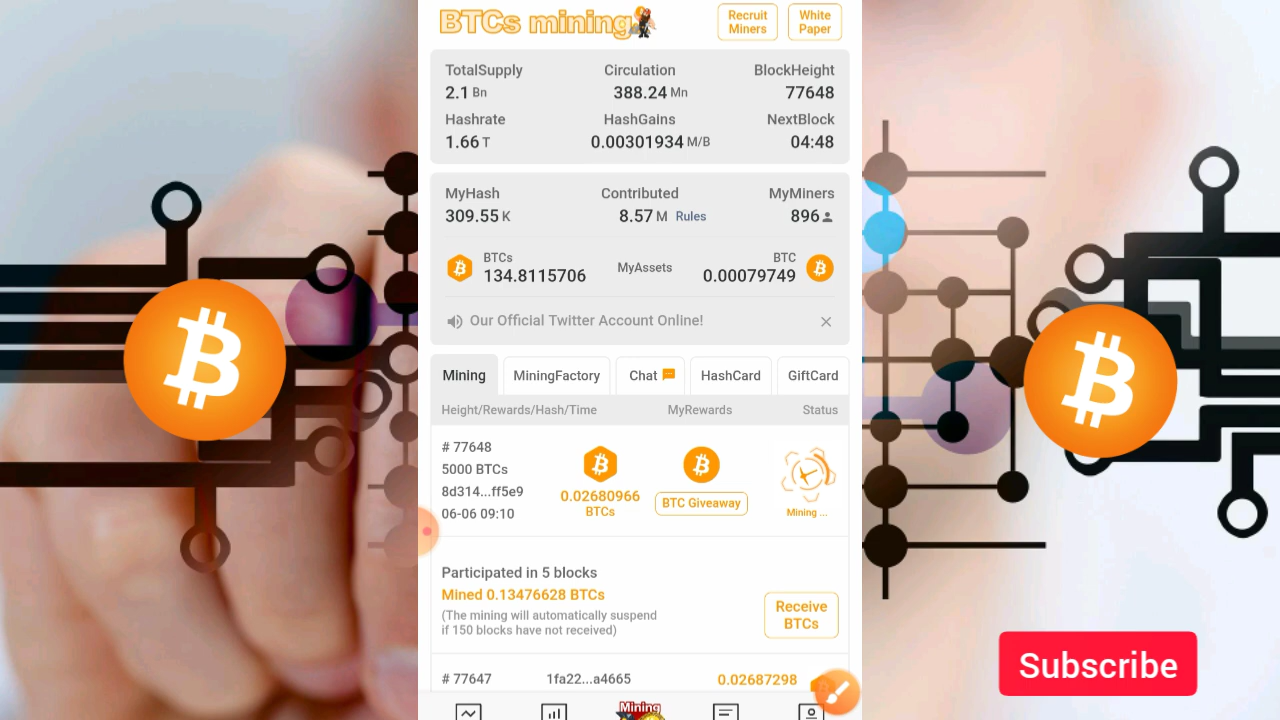 BTCs mining
Recruit Miners
White Paper
TotalSupply Circulation BlockHeight
2.1 Bn 388.24 Mn 77648
Hashrate HashGains NextBlock
1.66 T 0.00301934 M/B 04:48
MyHash Contributed MyMiners
309.55 K 8.57 M Rules 896
BTCs BTC
134.8115706 MyAssets 0.00079749
Our Official Twitter Account Online!
Mining MiningFactory Chat HashCard GiftCard
Height/Rewards/Hash/Time MyRewards Status
# 77648
5000 BTCs
8d314...ff5e9
06-06 09:10
0.02680966
BTCs
BTC Giveaway
Mining ...
Participated in 5 blocks
Mined 0.13476628 BTCs
(The mining will automatically suspend
if 150 blocks have not received)
Receive
BTCs
# 77647 1fa22...a4665 0.02687298
Mining
Subscribe